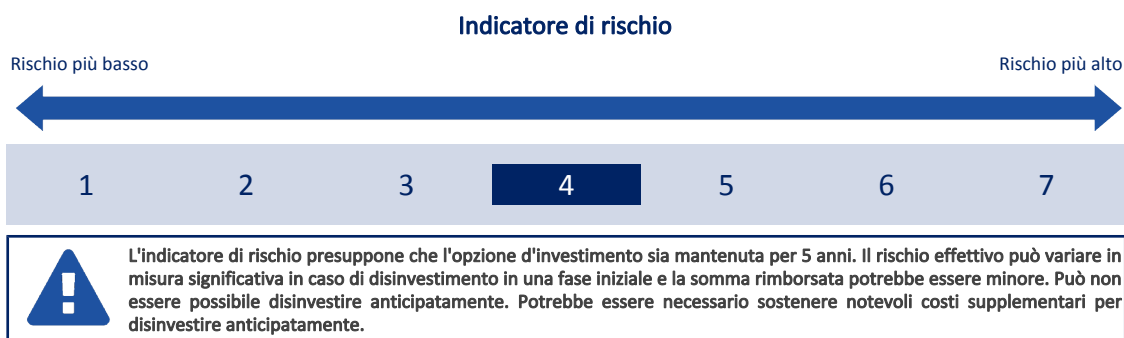 Indicatore di rischio
Rischio più basso
Rischio più alto
1 2 3 4 5 6 7
L'indicatore di rischio presuppone che l'opzione d'investimento sia mantenuta per 5 anni. Il rischio effettivo può variare in
misura significativa in caso di disinvestimento in una fase iniziale e la somma rimborsata potrebbe essere minore. Può non
essere possibile disinvestire anticipatamente. Potrebbe essere necessario sostenere notevoli costi supplementari per
disinvestire anticipatamente.